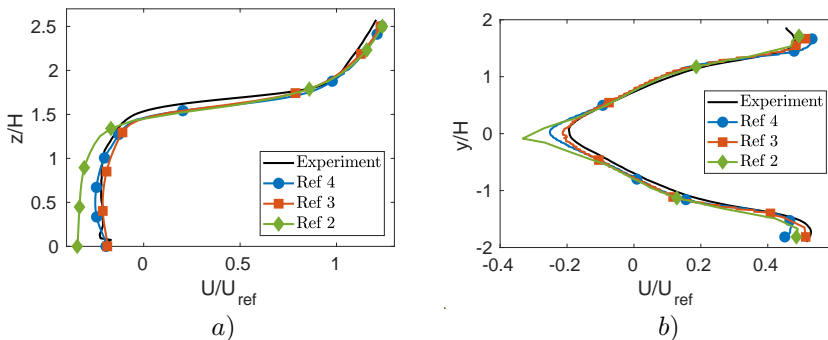 2.5
2
1.5
1
0.5
0
z/H
0
0.5
1
U/U_ref
Experiment
Ref 4
Ref 3
Ref 2
a)
2
1
0
-1
-2
y/H
-0.4
-0.2
0
0.2
0.4
U/U_ref
Experiment
Ref 4
Ref 3
Ref 2
b)